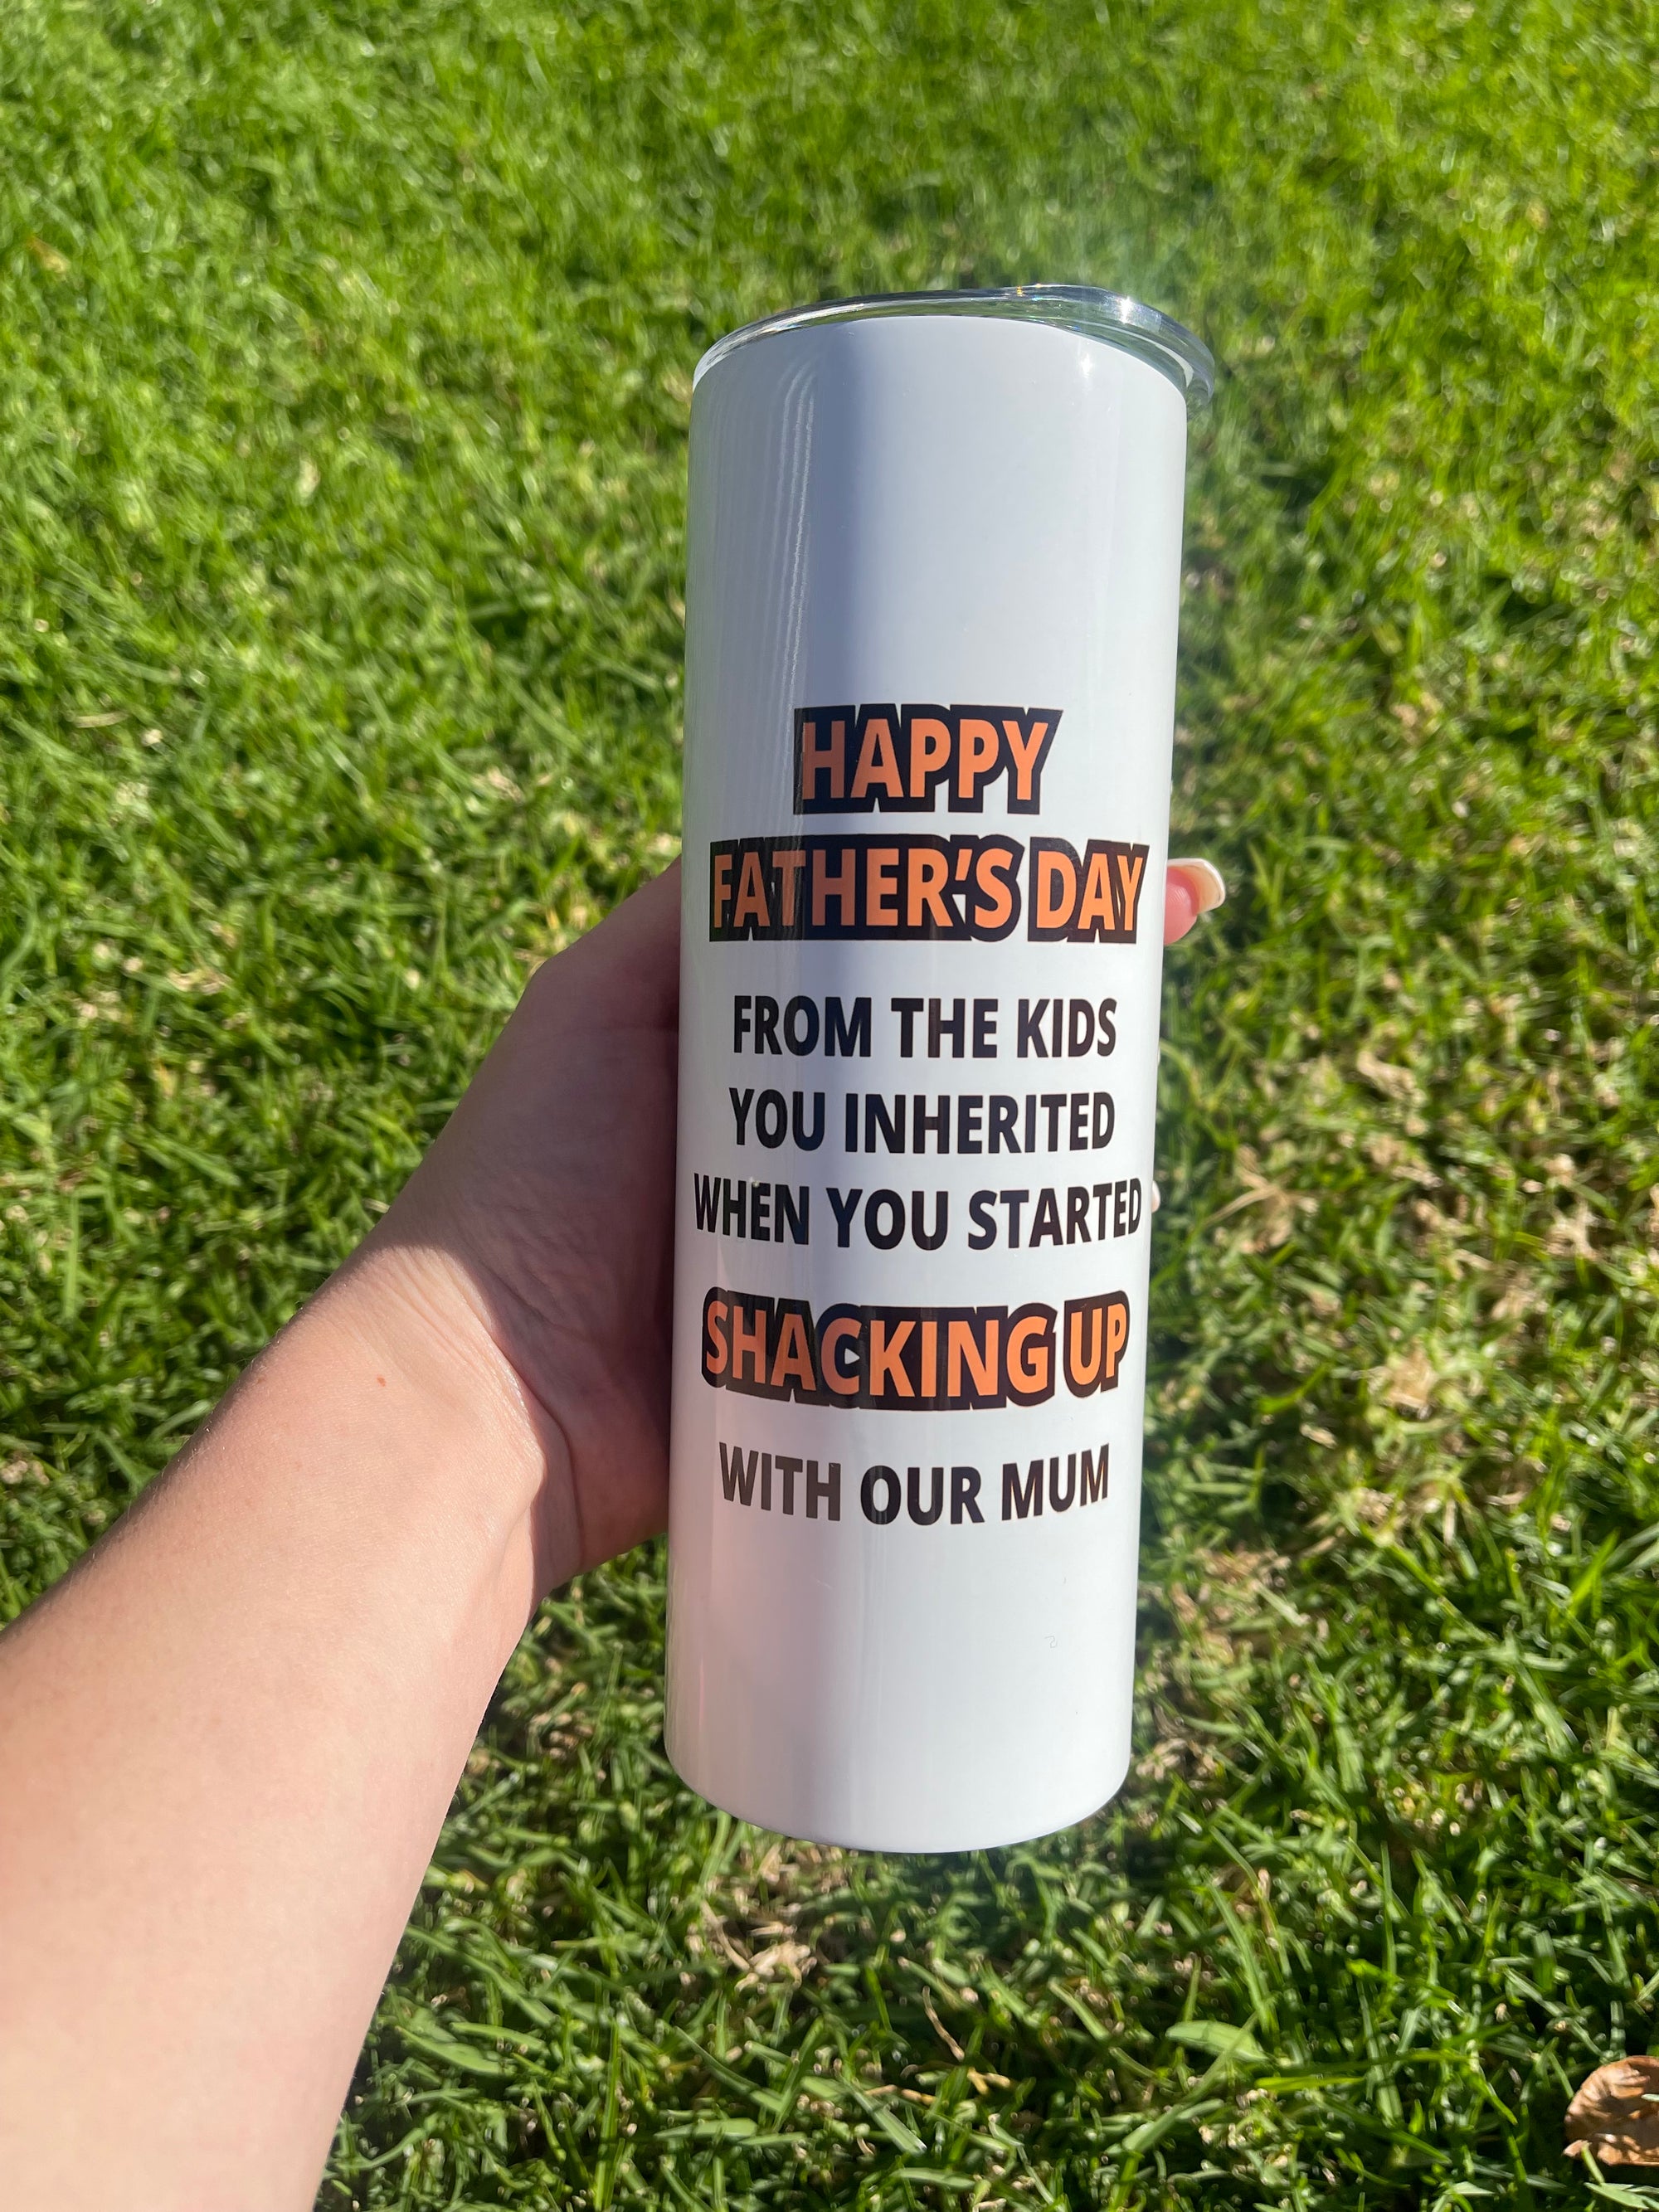 HAPPY
FATHER'S DAY
FROM THE KIDS
YOU INHERITED
WHEN YOU STARTED
SHACKING UP
WITH OUR MUM